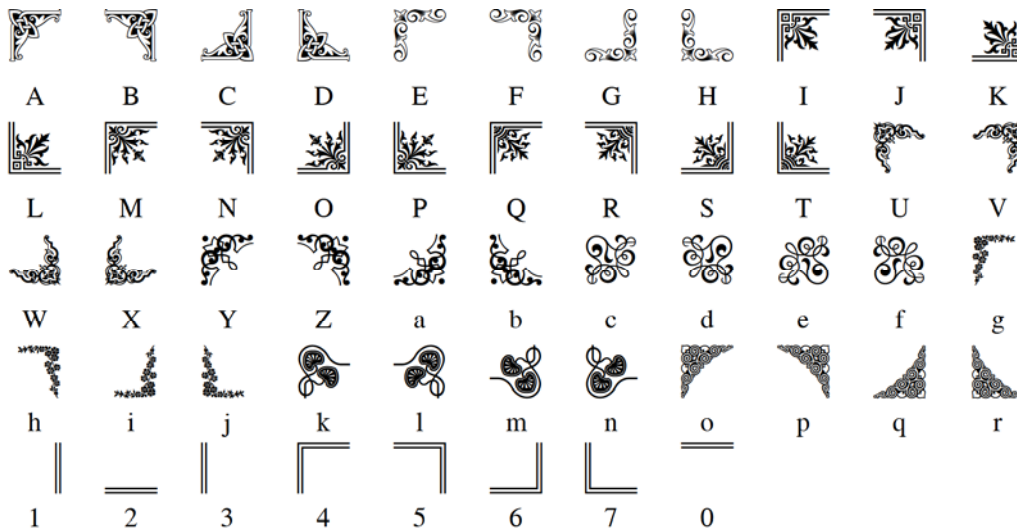 A B C D E F G H I J K
L M N O P Q R S T U V
W X Y Z a b c d e f g
h i j k l m n o p q r
1 2 3 4 5 6 7 0